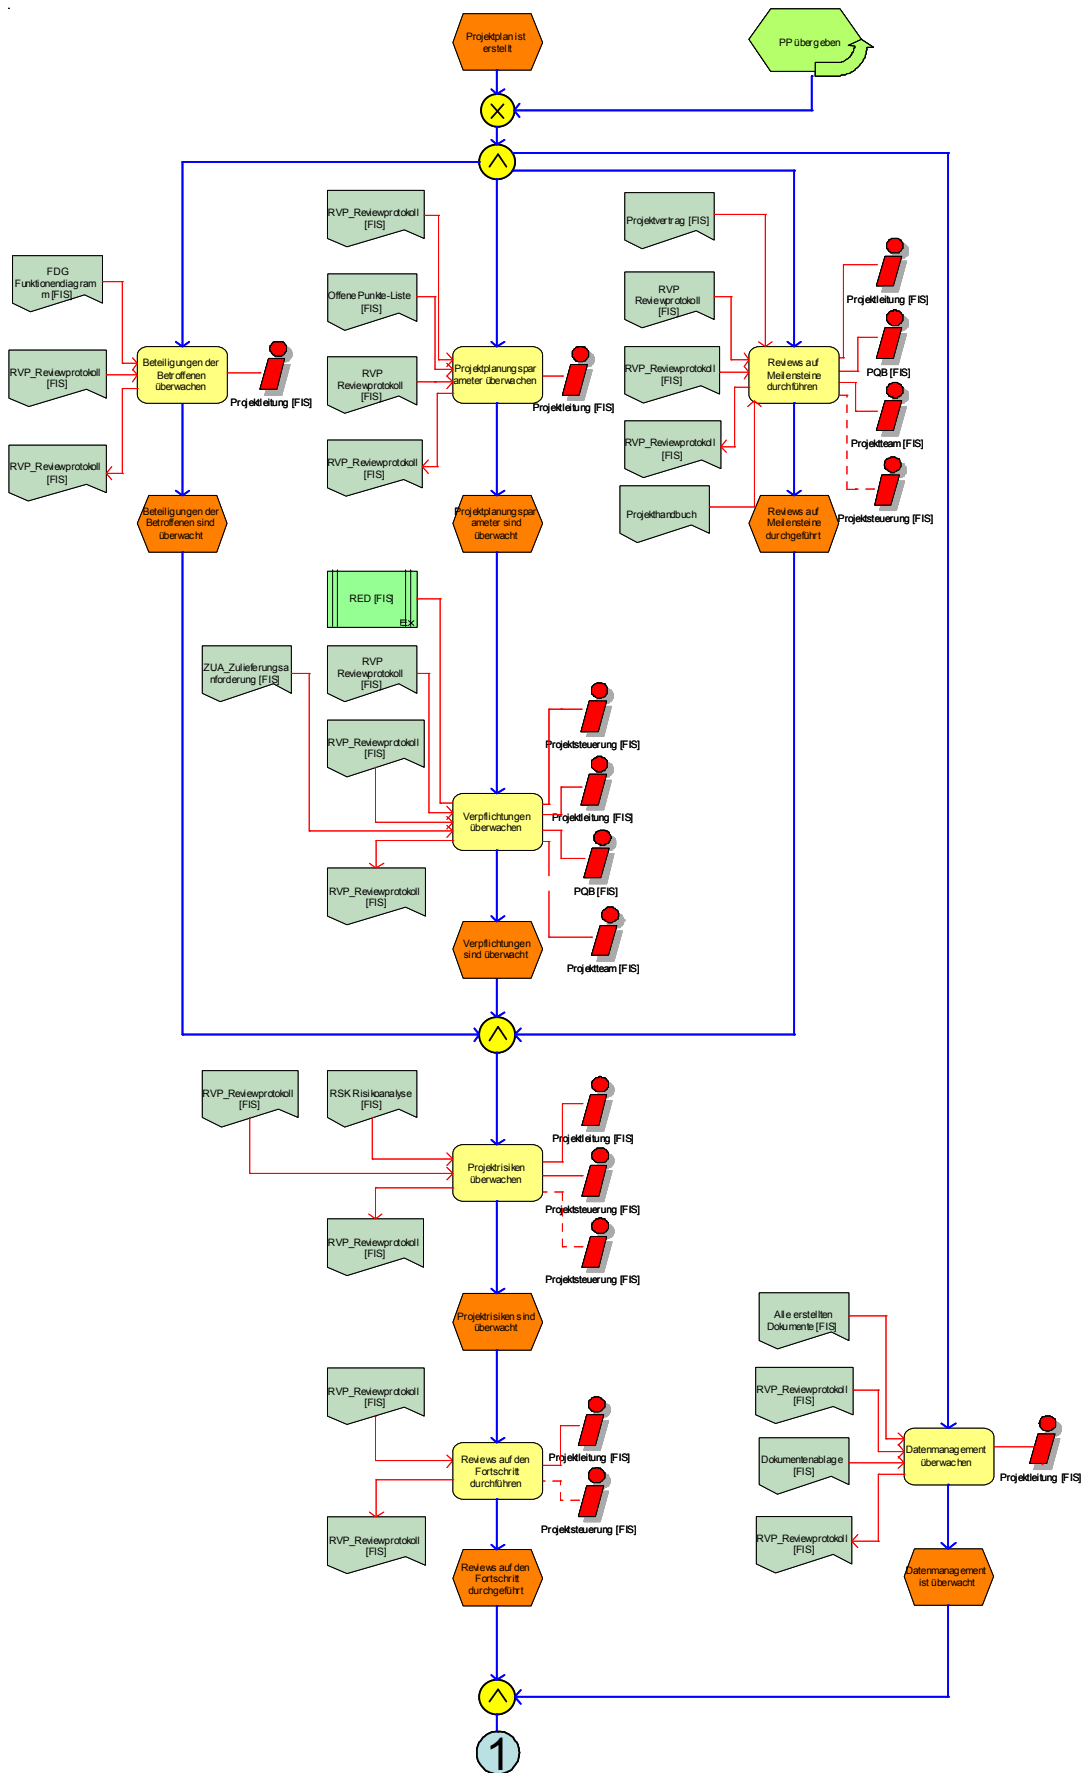 Projektplan ist
erstellt
PP übergeben
RVP_Reviewprotokoll
[FIS]
Projektvertrag [FIS]
FDG
Funktionendiagram
m [FIS]
Offene Punkte-Liste
[FIS]
RVP
Reviewprotokoll
[FIS]
Projektleitung [FIS]
RVP_Reviewprotokoll
[FIS]
Beteiligungen der
Betroffenen
überwachen
Projektleitung [FIS]
RVP
Reviewprotokoll
[FIS]
Projektplanungspar
ameter überwachen
Projektleitung [FIS]
RVP_Reviewprotokoll
[FIS]
Reviews auf
Meilensteine
durchführen
PQB [FIS]
Projektteam [FIS]
RVP_Reviewprotokoll
[FIS]
RVP_Reviewprotokoll
[FIS]
RVP_Reviewprotokoll
[FIS]
Projekthandbuch
Projektsteuerung [FIS]
Beteiligungen der
Betroffenen sind
überwacht
Projektplanungspar
ameter sind
überwacht
Reviews auf
Meilensteine
durchgeführt
RED [FIS]
EX
ZUA_Zulieferungsa
nforderung [FIS]
RVP
Reviewprotokoll
[FIS]
RVP_Reviewprotokoll
[FIS]
Projektsteuerung [FIS]
Verpflichtungen
überwachen
Projektleitung [FIS]
PQB [FIS]
RVP_Reviewprotokoll
[FIS]
Verpflichtungen
sind überwacht
Projektteam [FIS]
RVP_Reviewprotokoll
[FIS]
RSK Risikoanalyse
[FIS]
Projektleitung [FIS]
Projektrisiken
überwachen
Projektsteuerung [FIS]
RVP_Reviewprotokoll
[FIS]
Projektsteuerung [FIS]
Projektrisiken sind
überwacht
Alle erstellten
Dokumente [FIS]
RVP_Reviewprotokoll
[FIS]
RVP_Reviewprotokoll
[FIS]
Reviews auf den
Fortschritt
durchführen
Projektleitung [FIS]
Dokumentenablage
[FIS]
Datenmanagement
überwachen
Projektleitung [FIS]
RVP_Reviewprotokoll
[FIS]
Projektsteuerung [FIS]
RVP_Reviewprotokoll
[FIS]
Reviews auf den
Fortschritt
durchgeführt
Datenmanagement
ist überwacht
1